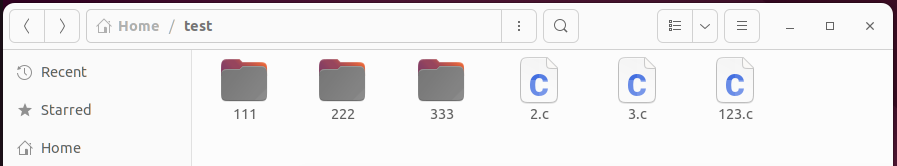 Home / test
Recent
Starred
Home
111
222
333
C
2.c
C
3.c
C
123.c